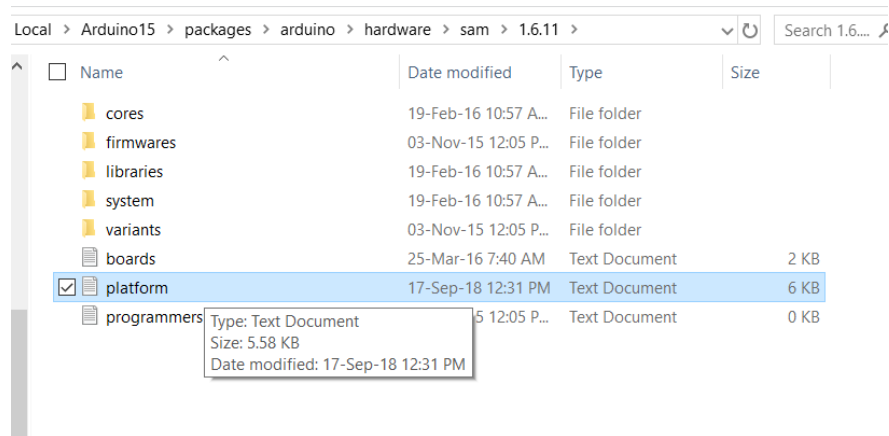 Local > Arduino15 > packages > arduino > hardware > sam > 1.6.11 > Search 1.6....
Name Date modified Type Size
cores 19-Feb-16 10:57 A... File folder
firmwares 03-Nov-15 12:05 P... File folder
libraries 19-Feb-16 10:57 A... File folder
system 19-Feb-16 10:57 A... File folder
variants 03-Nov-15 12:05 P... File folder
boards 25-Mar-16 7:40 AM Text Document 2 KB
platform 17-Sep-18 12:31 PM Text Document 6 KB
programmers 5 12:05 P... Text Document 0 KB
Type: Text Document
Size: 5.58 KB
Date modified: 17-Sep-18 12:31 PM